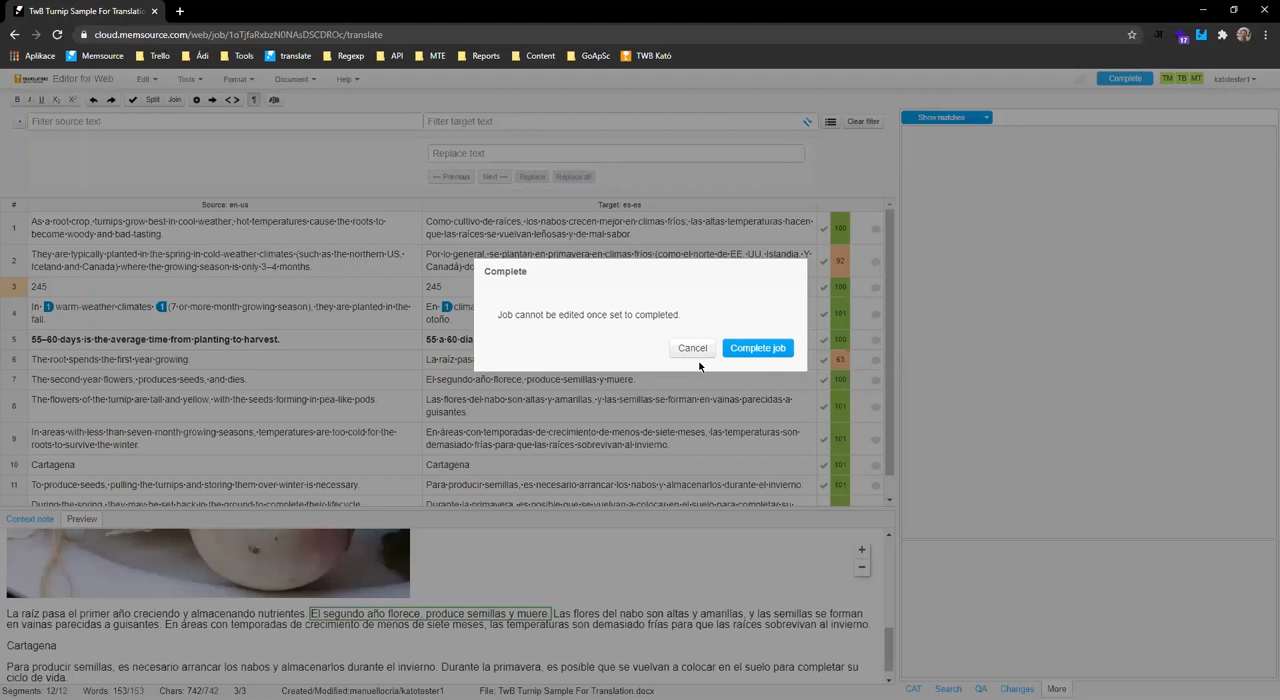 TwB Turnip Sample For Translation
cloud.memsource.com/web/job/1oTjfaRxbzN0NAsDSCDROc/translate
17
Aplikace Memsource Trello Ádi Tools translate Regexp API MTE Reports Content GoApSc TWB Kató
Editor for Web Edit Tools Format Document Help Complete TM TB MT katotester1
B I U X₂ X² Split Join < > ¶
Filter source text Filter target text Clear filter Show matches
Replace text
Previous Next Replace Replace all
# Source: en-us Target: es-es
1 As·a·root·crop,·turnips·grow·best·in·cool·weather;·hot·temperatures·cause·the·roots·to· Como·cultivo·de·raíces,·los·nabos·crecen·mejor·en·climas·fríos;·las·altas·temperaturas·hacen· 100
become·woody·and·bad-tasting. que·las·raíces·se·vuelvan·leñosas·y·de·mal·sabor.
2 They·are·typically·planted·in·the·spring·in·cold-weather·climates·(such·as·the·northern·US,· Por·lo·general,·se·plantan·en·primavera·en·climas·fríos·(como·el·norte·de·EE.·UU,·Islandia·Y· 92
Iceland·and·Canada)·where·the·growing·season·is·only·3–4·months. Canadá)·do
3 245 245 100
4 In· 1 warm-weather·climates· 1 (7·or·more·month·growing·season),·they·are·planted·in·the· En· 1 clima 101
fall. otoño.
5 55–60·days·is·the·average·time·from·planting·to·harvest. 55·a·60·día 100
6 The·root·spends·the·first·year·growing. La·raíz·pasa 63
7 The·second·year·flowers,·produces·seeds,·and·dies. El·segundo·año·florece,·produce·semillas·y·muere. 100
8 The·flowers·of·the·turnip·are·tall·and·yellow,·with·the·seeds·forming·in·pea-like·pods. Las·flores·del·nabo·son·altas·y·amarillas,·y·las·semillas·se·forman·en·vainas·parecidas·a· 101
guisantes.
9 In·areas·with·less·than·seven-month·growing·seasons,·temperatures·are·too·cold·for·the· En·áreas·con·temporadas·de·crecimiento·de·menos·de·siete·meses,·las·temperaturas·son· 101
roots·to·survive·the·winter. demasiado·frías·para·que·las·raíces·sobrevivan·al·invierno.
10 Cartagena Cartagena 101
11 To·produce·seeds,·pulling·the·turnips·and·storing·them·over·winter·is·necessary. Para·producir·semillas,·es·necesario·arrancar·los·nabos·y·almacenarlos·durante·el·invierno. 101
During·the·spring,·they·may·be·set·back·in·the·ground·to·complete·their·lifecycle. Durante·la·primavera,·es·posible·que·se·vuelvan·a·colocar·en·el·suelo·para·completar·su·
Complete
Job cannot be edited once set to completed.
Cancel Complete job
Context note Preview
+
−
La raíz pasa el primer año creciendo y almacenando nutrientes. El segundo año florece, produce semillas y muere. Las flores del nabo son altas y amarillas, y las semillas se forman
en vainas parecidas a guisantes. En áreas con temporadas de crecimiento de menos de siete meses, las temperaturas son demasiado frías para que las raíces sobrevivan al invierno.
Cartagena
Para producir semillas, es necesario arrancar los nabos y almacenarlos durante el invierno. Durante la primavera, es posible que se vuelvan a colocar en el suelo para completar su
ciclo de vida.
Segments: 12/12 Words: 153/153 Chars: 742/742 3/3 Created/Modified:manuellocria/katotester1 File: TwB Turnip Sample For Translation.docx
CAT Search QA Changes More